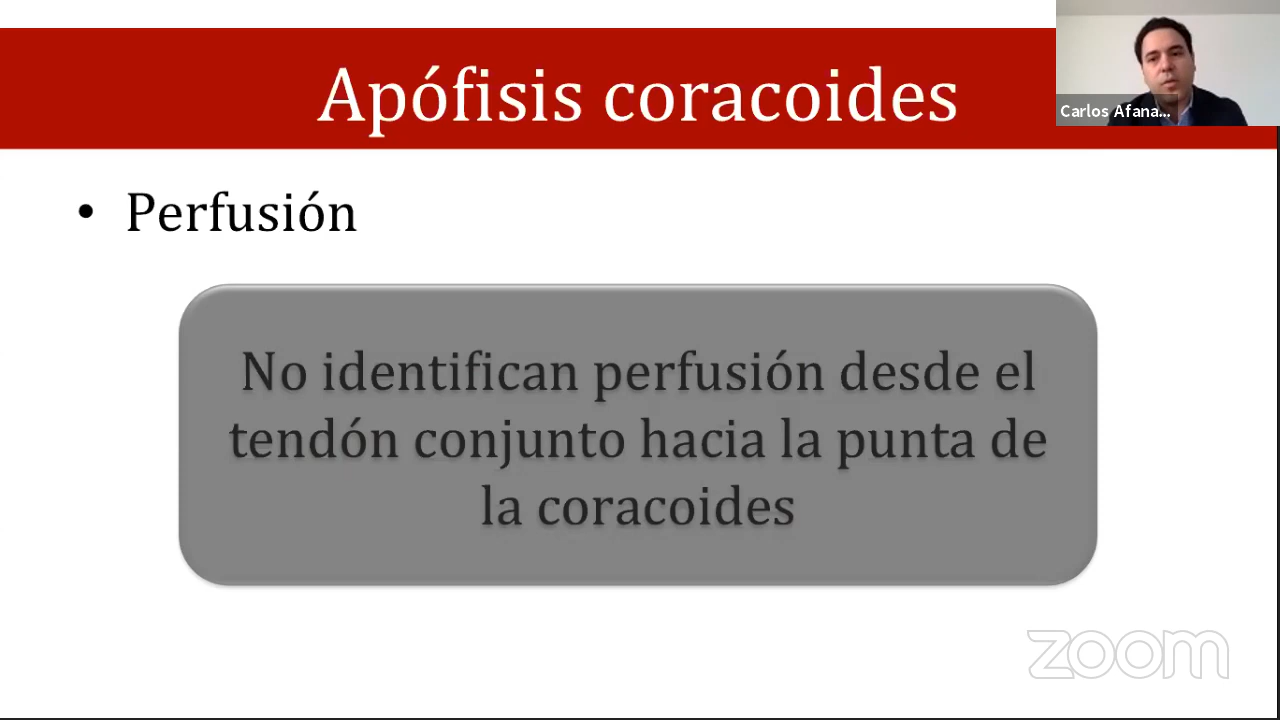 Apófisis coracoides
Carlos Afana...
• Perfusión
No identifican perfusión desde el
tendón conjunto hacia la punta de
la coracoides
zoom